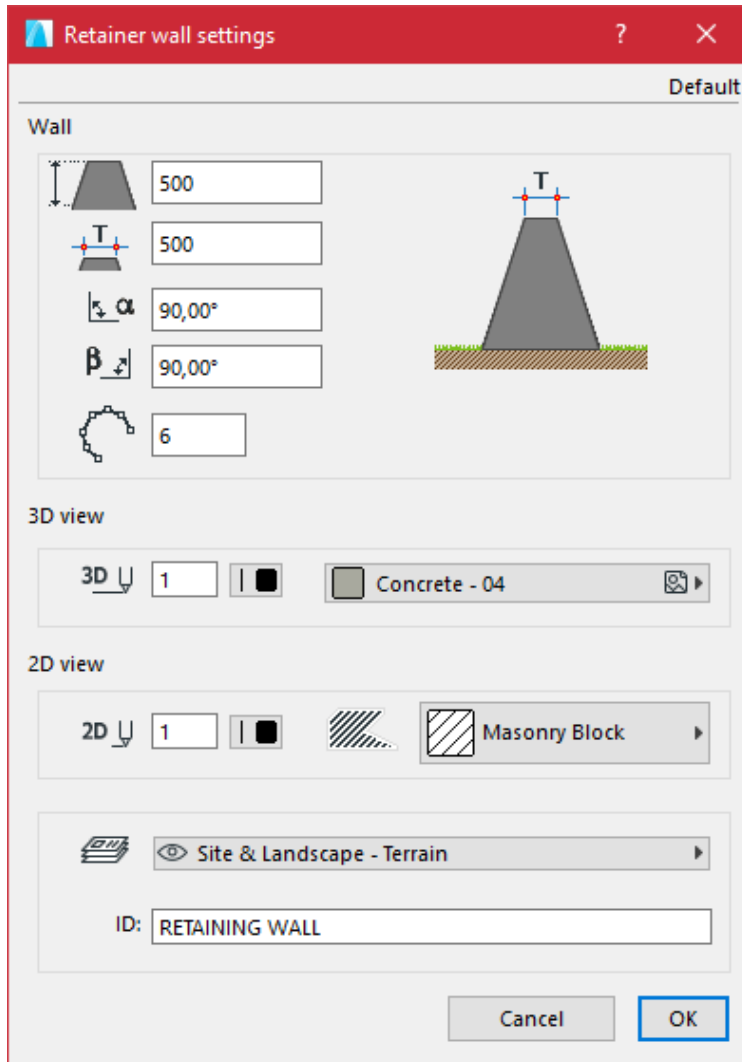 Retainer wall settings ? ×
Default
Wall
500
T
T
500
α 90,00°
β 90,00°
6
3D view
3D 1 Concrete - 04
2D view
2D 1 Masonry Block
Site & Landscape - Terrain
ID: RETAINING WALL
Cancel OK